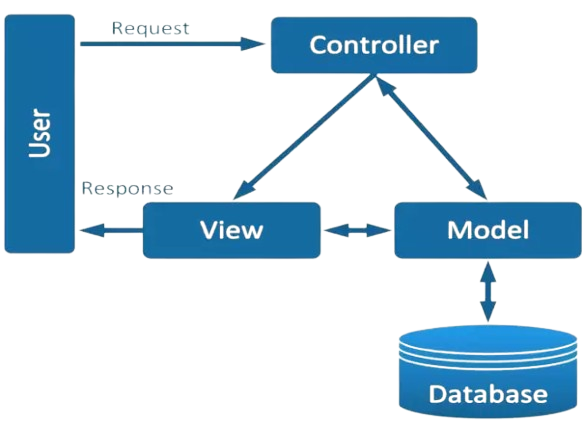 Request
Controller
User
Response
View
Model
Database